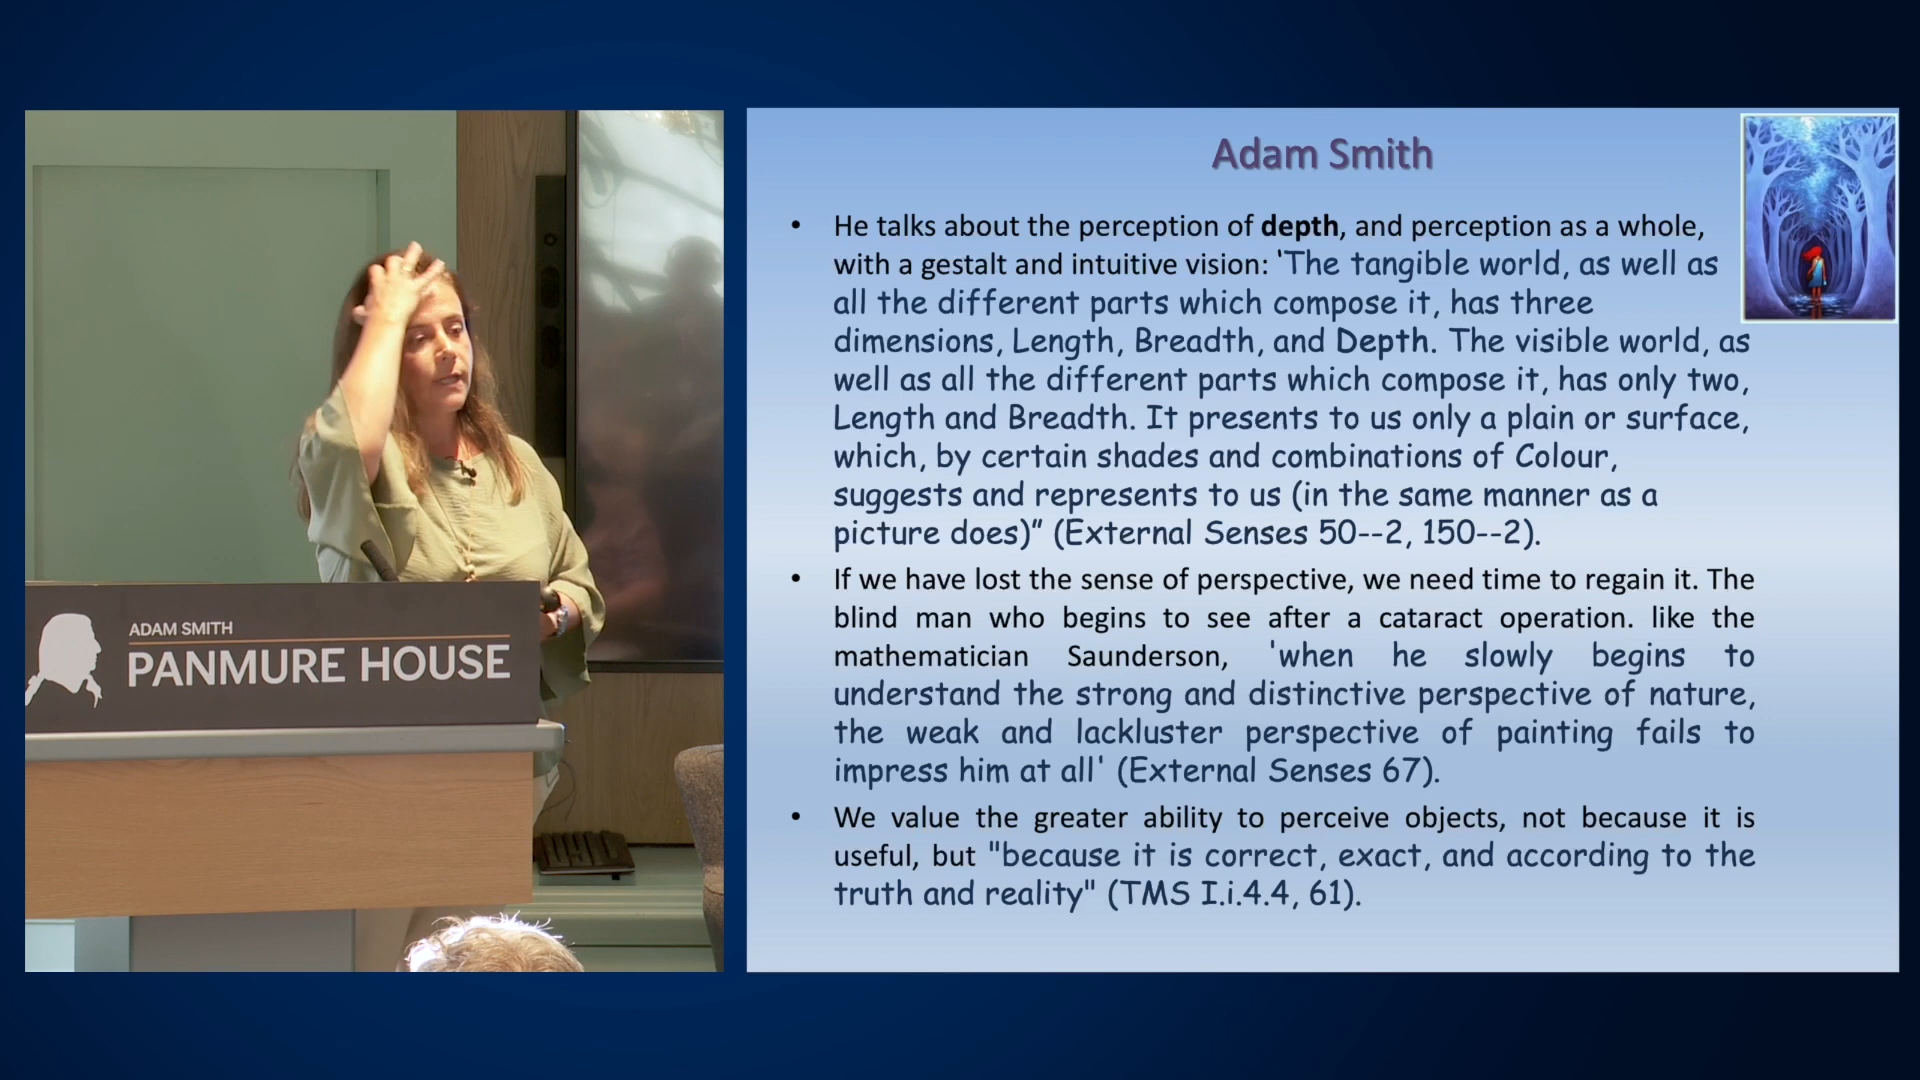 ADAM SMITH
PANMURE HOUSE
Adam Smith
• He talks about the perception of depth, and perception as a whole,
with a gestalt and intuitive vision: 'The tangible world, as well as
all the different parts which compose it, has three
dimensions, Length, Breadth, and Depth. The visible world, as
well as all the different parts which compose it, has only two,
Length and Breadth. It presents to us only a plain or surface,
which, by certain shades and combinations of Colour,
suggests and represents to us (in the same manner as a
picture does)” (External Senses 50--2, 150--2).
• If we have lost the sense of perspective, we need time to regain it. The
blind man who begins to see after a cataract operation. like the
mathematician Saunderson, 'when he slowly begins to
understand the strong and distinctive perspective of nature,
the weak and lackluster perspective of painting fails to
impress him at all' (External Senses 67).
• We value the greater ability to perceive objects, not because it is
useful, but "because it is correct, exact, and according to the
truth and reality" (TMS I.i.4.4, 61).